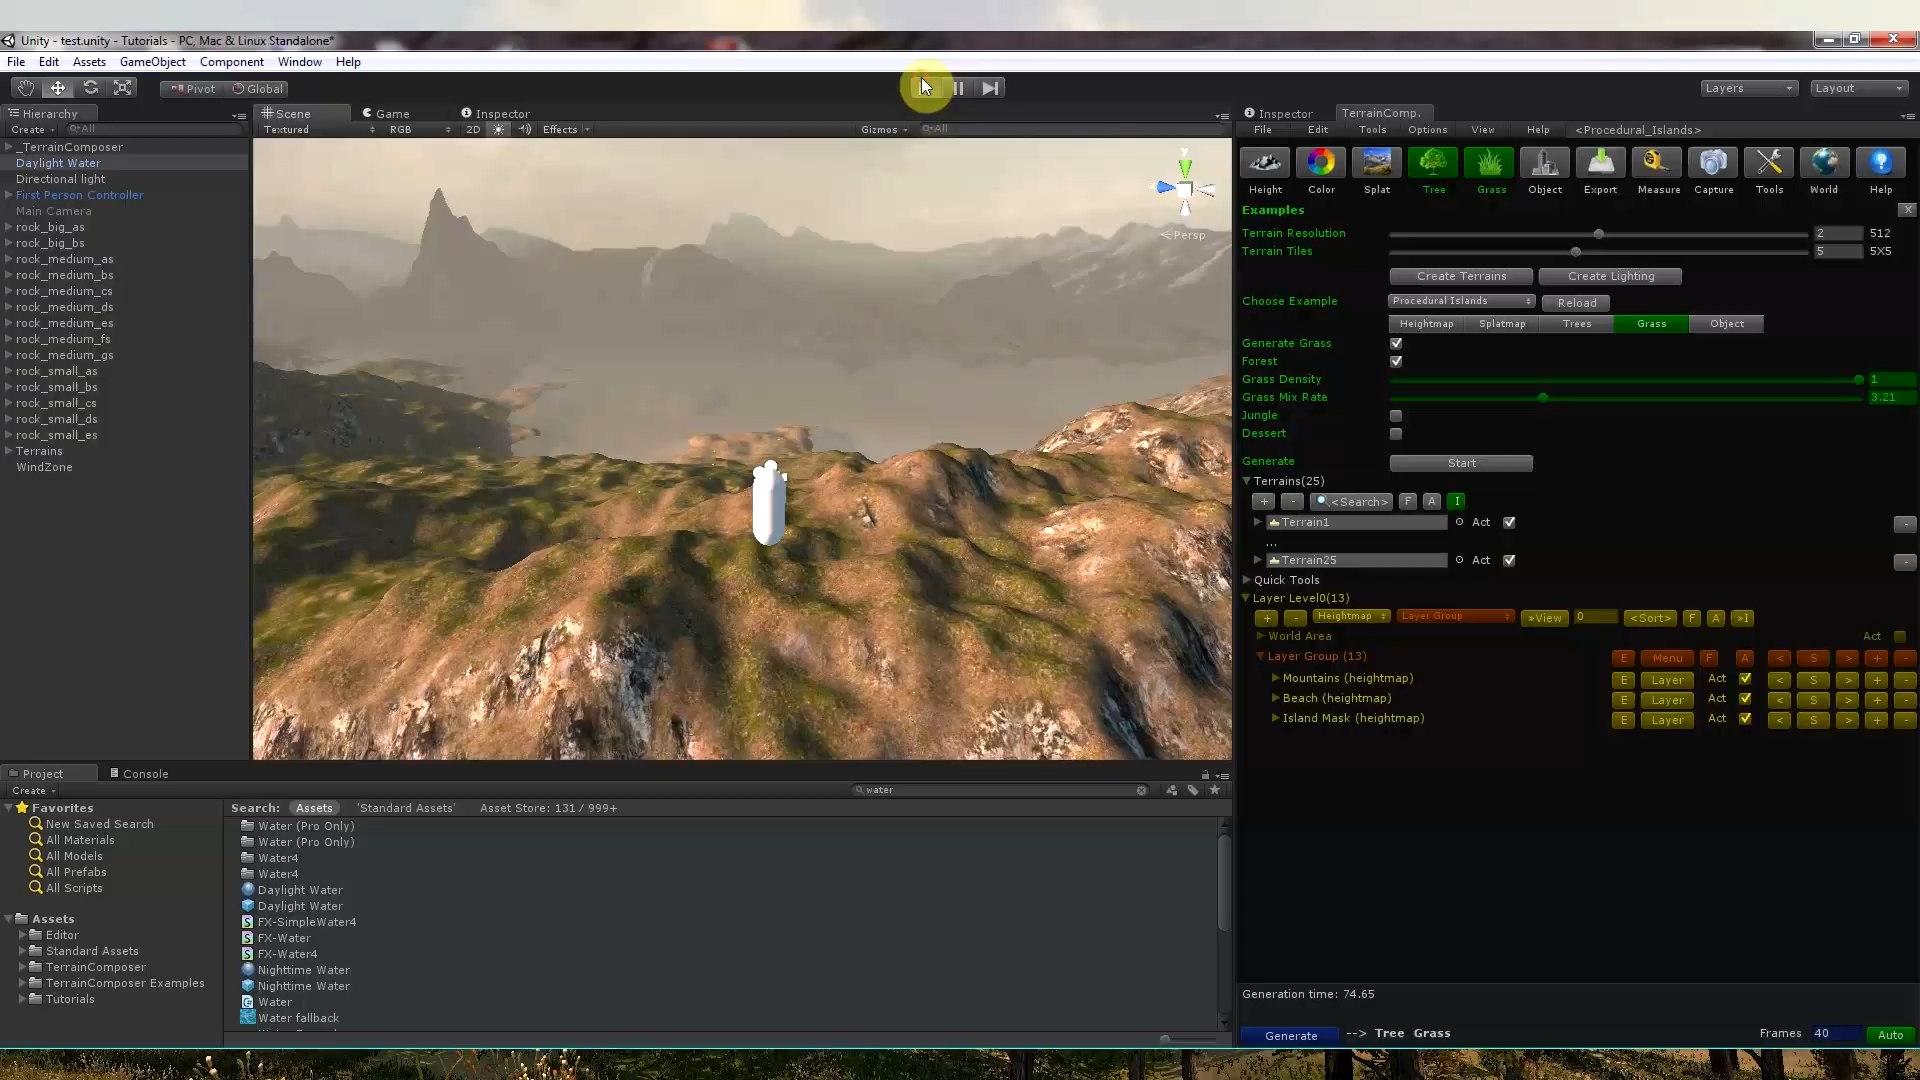 Unity - test.unity - Tutorials - PC, Mac & Linux Standalone*
File Edit Assets GameObject Component Window Help
Pivot Global Layers Layout
Hierarchy
Create All
_TerrainComposer
Daylight Water
Directional light
First Person Controller
Main Camera
rock_big_as
rock_big_bs
rock_medium_as
rock_medium_bs
rock_medium_cs
rock_medium_ds
rock_medium_es
rock_medium_fs
rock_medium_gs
rock_small_as
rock_small_bs
rock_small_cs
rock_small_ds
rock_small_es
Terrains
WindZone
Scene Game Inspector
Textured RGB 2D Effects Gizmos All
y
Persp
Inspector TerrainComp.
File Edit Tools Options View Help <Procedural_Islands>
Height Color Splat Tree Grass Object Export Measure Capture Tools World Help
Examples X
Terrain Resolution 2 512
Terrain Tiles 5 5X5
Create Terrains Create Lighting
Choose Example Procedural Islands Reload
Heightmap Splatmap Trees Grass Object
Generate Grass
Forest
Grass Density 1
Grass Mix Rate 3.21
Jungle
Dessert
Generate Start
Terrains(25)
+ - <Search> F A I
Terrain1 Act -
...
Terrain25 Act -
Quick Tools
Layer Level0(13)
+ - Heightmap Layer Group »View 0 <Sort> F A »I
World Area Act
Layer Group (13) E Menu F A < S > + -
Mountains (heightmap) E Layer Act < S > + -
Beach (heightmap) E Layer Act < S > + -
Island Mask (heightmap) E Layer Act < S > + -
Generation time: 74.65
Generate --> Tree Grass Frames 40 Auto
Project Console
Create water
Favorites
New Saved Search
All Materials
All Models
All Prefabs
All Scripts
Assets
Editor
Standard Assets
TerrainComposer
TerrainComposer Examples
Tutorials
Search: Assets 'Standard Assets' Asset Store: 131 / 999+
Water (Pro Only)
Water (Pro Only)
Water4
Water4
Daylight Water
Daylight Water
FX-SimpleWater4
FX-Water
FX-Water4
Nighttime Water
Nighttime Water
Water
Water fallback